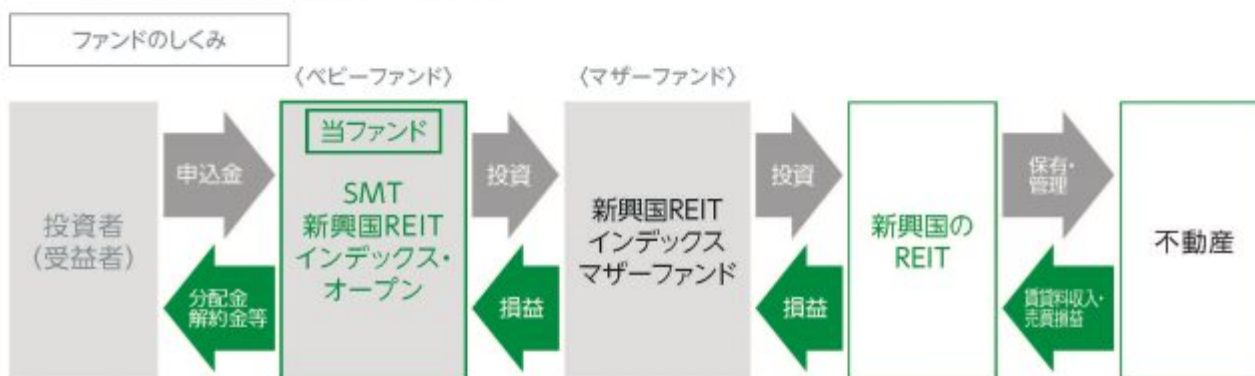 ファンドのしくみ
〈ベビーファンド〉
〈マザーファンド〉
投資者
(受益者)
申込金
分配金
解約金等
当ファンド
SMT
新興国REIT
インデックス・
オープン
投資
損益
新興国REIT
インデックス
マザーファンド
投資
損益
新興国の
REIT
保有・
管理
賃貸料収入・
売買損益
不動産